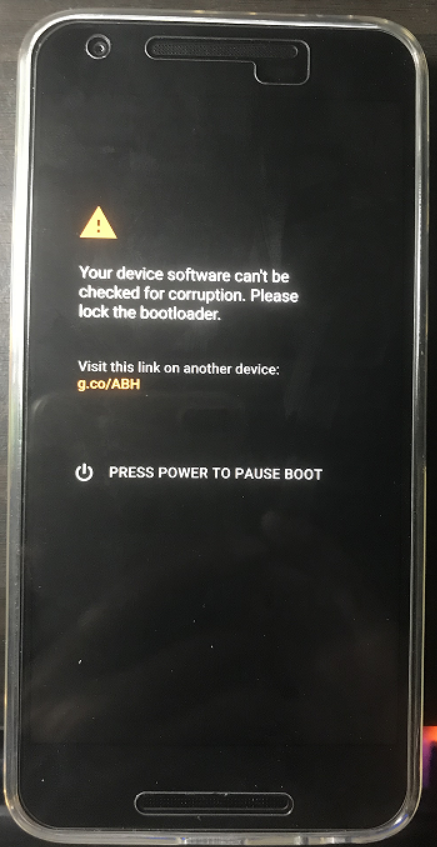 Your device software can't be
checked for corruption. Please
lock the bootloader.
Visit this link on another device:
g.co/ABH
PRESS POWER TO PAUSE BOOT